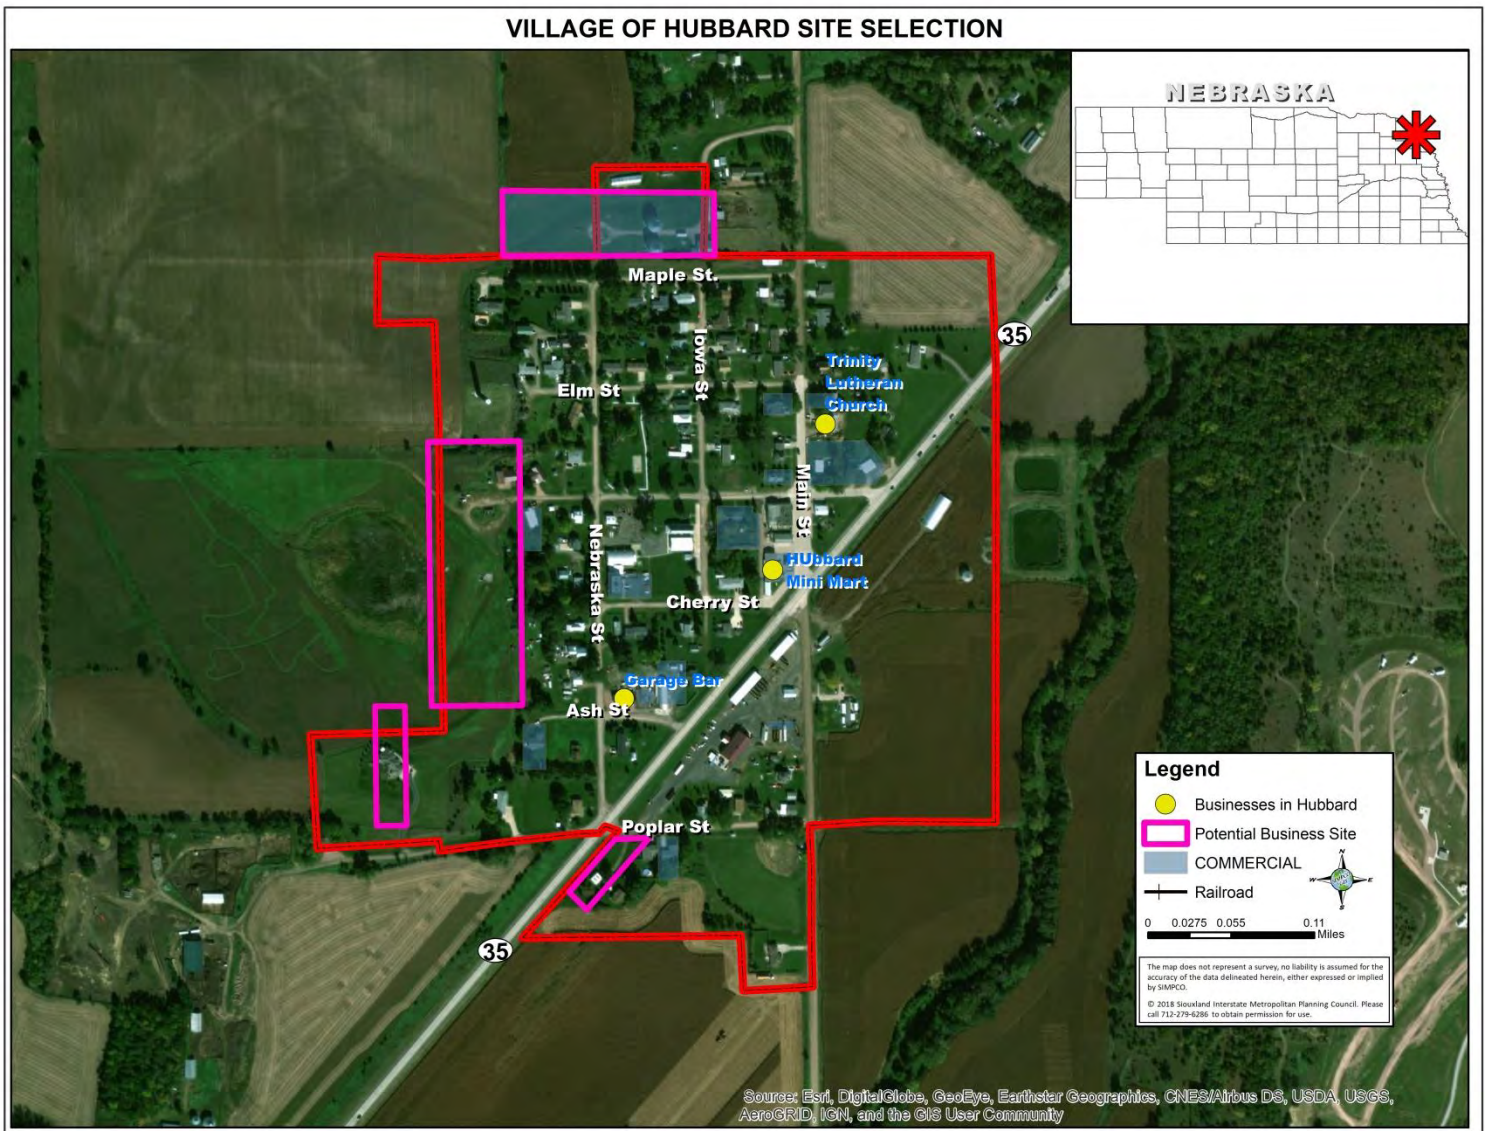 VILLAGE OF HUBBARD SITE SELECTION
NEBRASKA
Maple St.
Iowa St
35
Trinity
Lutheran
Church
Elm St
Main St
Nebraska St
HUbbard
Mini Mart
Cherry St
Garage Bar
Ash St
Poplar St
35
Legend
Businesses in Hubbard
Potential Business Site
COMMERCIAL
Railroad
N
W
E
S
0 0.0275 0.055 0.11
Miles
The map does not represent a survey, no liability is assumed for the
accuracy of the data delineated herein, either expressed or implied
by SIMPCO.
© 2018 Siouxland Interstate Metropolitan Planning Council. Please
call 712-279-6286 to obtain permission for use.
Source: Esri, DigitalGlobe, GeoEye, Earthstar Geographics, CNES/Airbus DS, USDA, USGS,
AeroGRID, IGN, and the GIS User Community